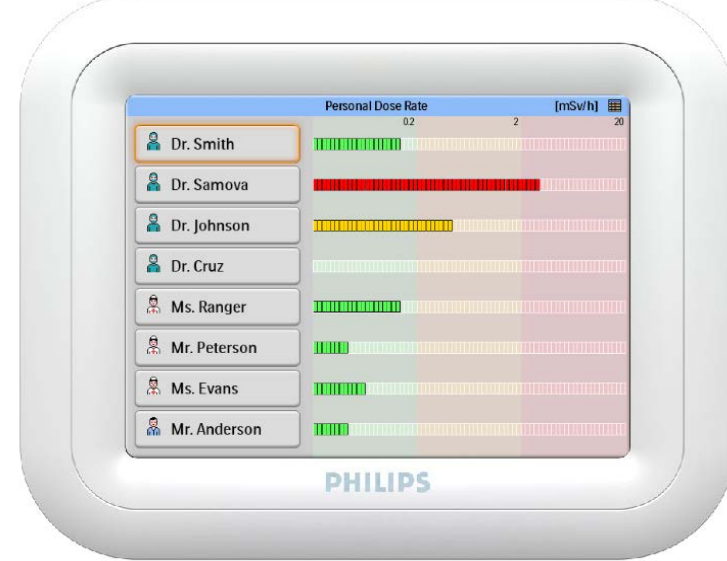 Personal Dose Rate [mSv/h]
0.2 2 20
Dr. Smith
Dr. Samova
Dr. Johnson
Dr. Cruz
Ms. Ranger
Mr. Peterson
Ms. Evans
Mr. Anderson
PHILIPS